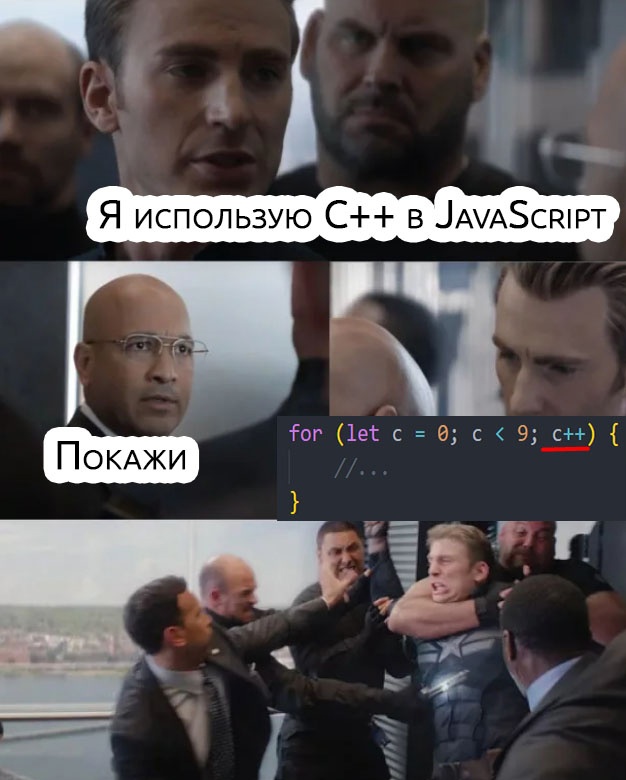 Я использую C++ в JavaScript
Покажи
for (let c = 0; c < 9; c++) {
//...
}